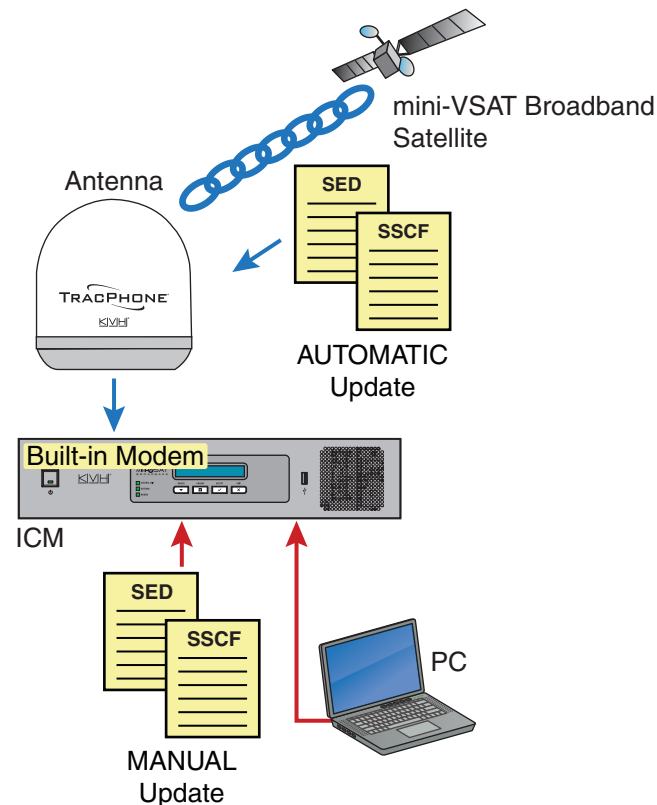 mini-VSAT Broadband
Satellite
Antenna
SED
SSCF
TRACPHONE
KVH
AUTOMATIC
Update
Built-in Modem
KVH
ICM
SED
SSCF
PC
MANUAL
Update